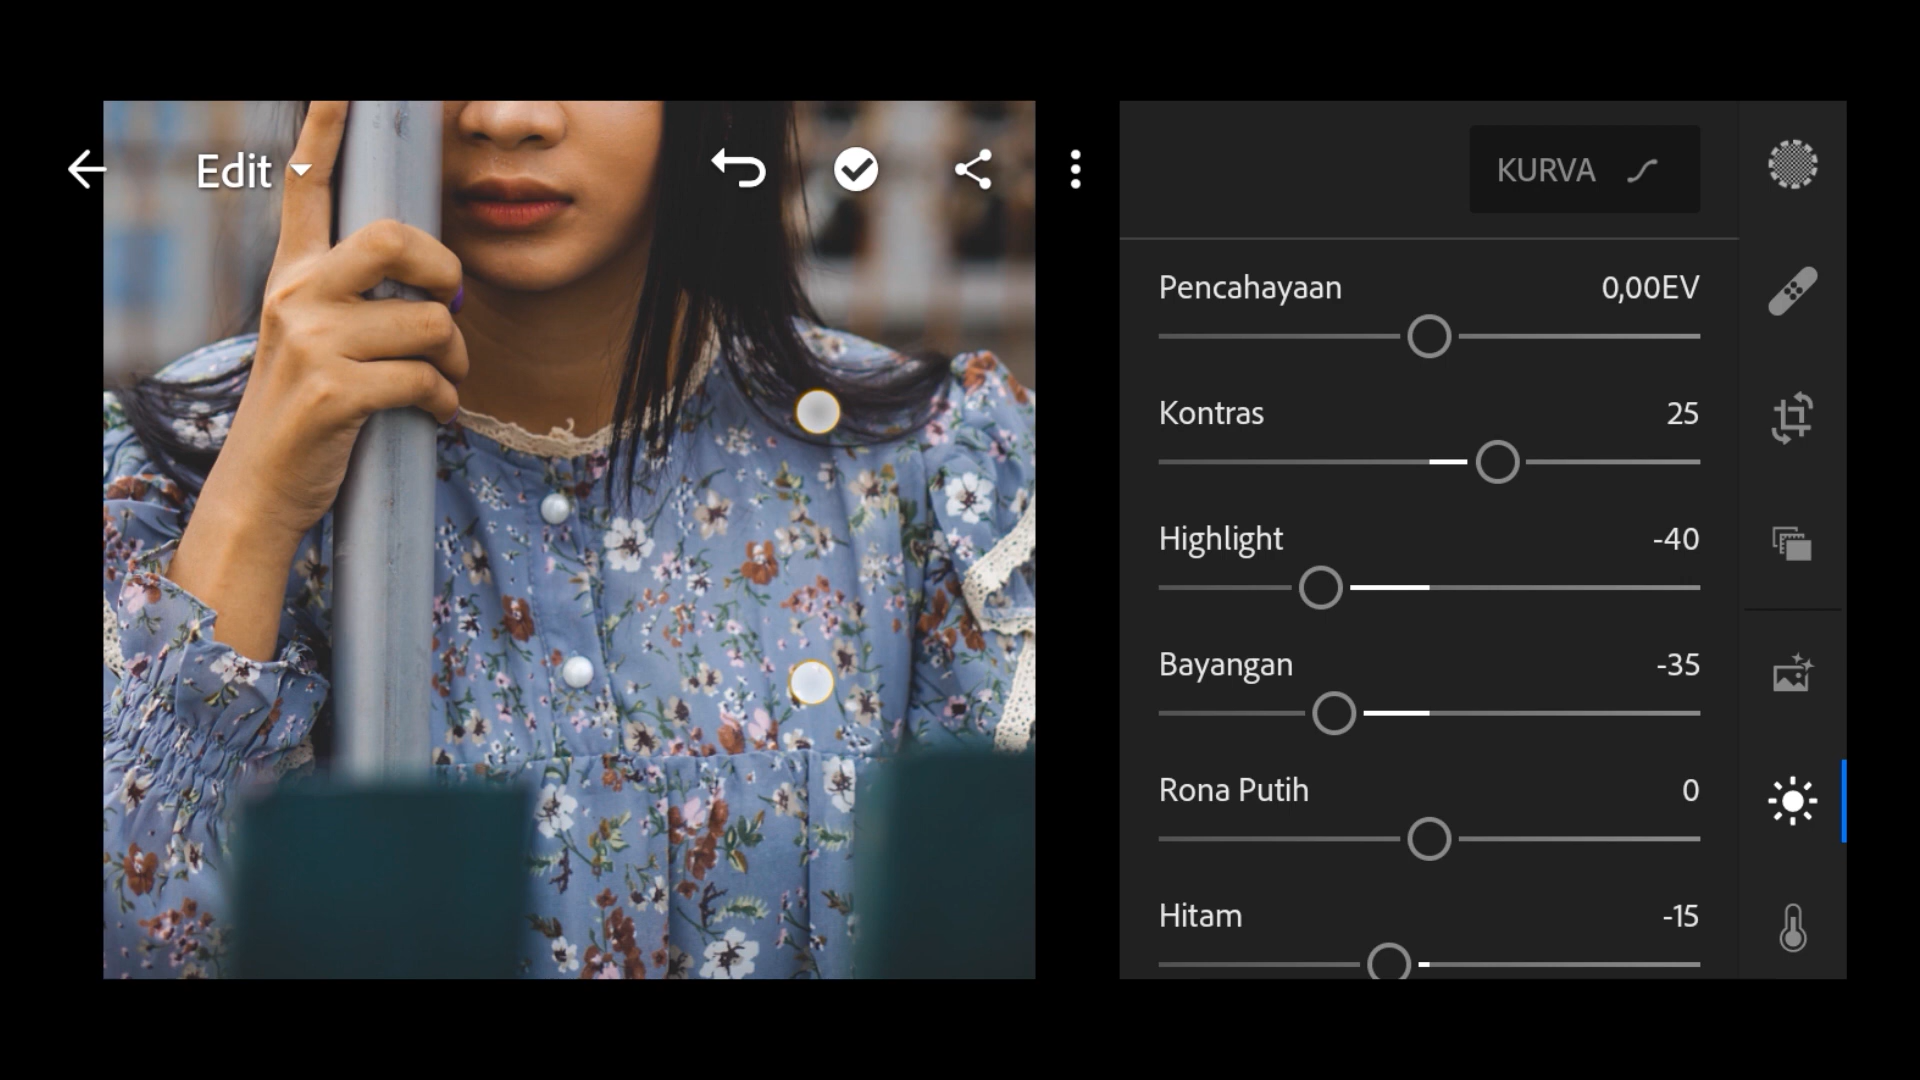 Edit
KURVA
Pencahayaan 0,00EV
Kontras 25
Highlight -40
Bayangan -35
Rona Putih 0
Hitam -15